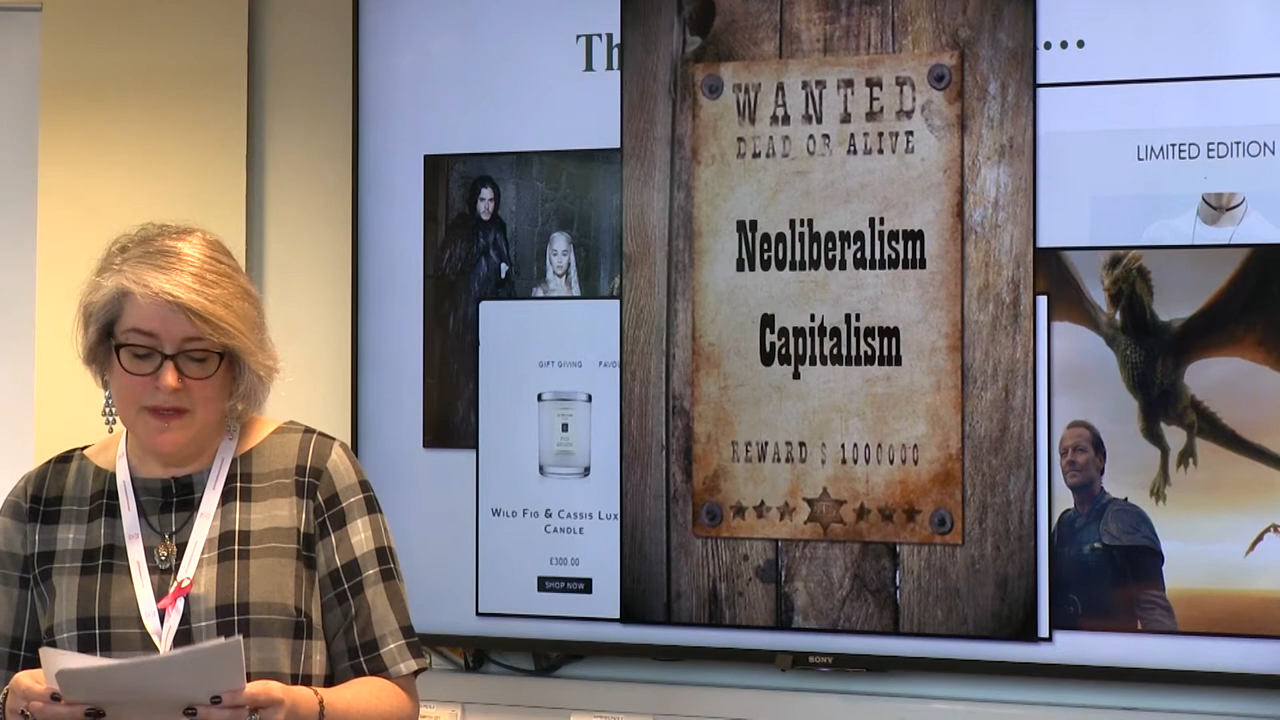 Th
....
WANTED
DEAD OR ALIVE
Neoliberalism
Capitalism
REWARD $ 1000000
LIMITED EDITION
GIFT GIVING
WILD FIG & CASSIS LUX
CANDLE
£300.00
SHOP NOW
SONY